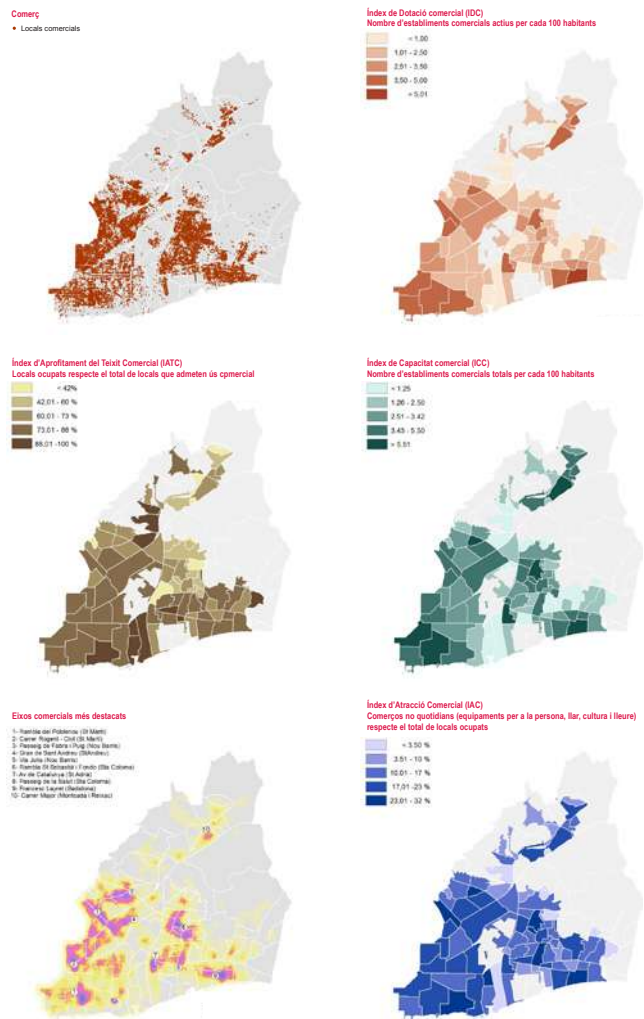 Comerç
Locals comercials
Índex de Dotació comercial (IDC)
Nombre d'establiments comercials actius per cada 100 habitants
< 1,00
1,01 - 2,50
2,51 - 3,50
3,50 - 5,00
> 5,01
Índex d'Aprofitament del Teixit Comercial (IATC)
Locals ocupats respecte el total de locals que admeten ús cpmercial
< 42%
42,01 - 60 %
60,01 - 73 %
73,01 - 88 %
88,01 -100 %
Índex de Capacitat comercial (ICC)
Nombre d'establiments comercials totals per cada 100 habitants
< 1.25
1.26 - 2.50
2.51 - 3.42
3.43 - 5.50
> 5.51
Eixos comercials més destacats
1- Rambla del Poblenou (St Martí)
2- Carrer Rogent - Clot (St Martí)
3- Passeig de Fabra i Puig (Nou Barris)
4- Gran de Sant Andreu (StAndreu)
5- Via Júlia (Nou Barris)
6- Rambla St Sebastià i Fondo (Sta Coloma)
7- Av de Catalunya (St Adrià)
8- Passeig de la Salut (Sta Coloma)
9- Francesc Layret (Badalona)
10- Carrer Major (Montcada i Reixac)
10
Índex d'Atracció Comercial (IAC)
Comerços no quotidians (equipaments per a la persona, llar, cultura i lleure)
respecte el total de locals ocupats
< 3.50 %
3.51 - 10 %
10,01 - 17 %
17,01 -23 %
23,01 - 32 %